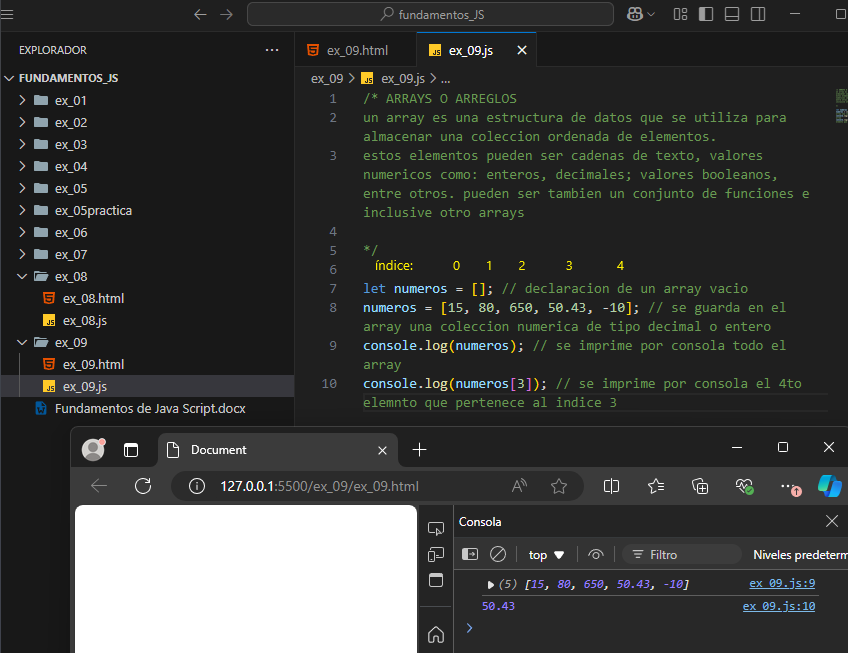 fundamentos_JS
EXPLORADOR
FUNDAMENTOS_JS
ex_01
ex_02
ex_03
ex_04
ex_05
ex_05practica
ex_06
ex_07
ex_08
ex_08.html
JS ex_08.js
ex_09
ex_09.html
JS ex_09.js
Fundamentos de Java Script.docx
ex_09.html
JS ex_09.js
ex_09 > JS ex_09.js > ...
1 /* ARRAYS O ARREGLOS
2 un array es una estructura de datos que se utiliza para
almacenar una coleccion ordenada de elementos.
3 estos elementos pueden ser cadenas de texto, valores
numericos como: enteros, decimales; valores booleanos,
entre otros. pueden ser tambien un conjunto de funciones e
inclusive otro arrays
4
5 */
6 índice: 0 1 2 3 4
7 let numeros = []; // declaracion de un array vacio
8 numeros = [15, 80, 650, 50.43, -10]; // se guarda en el
array una coleccion numerica de tipo decimal o entero
9 console.log(numeros); // se imprime por consola todo el
array
10 console.log(numeros[3]); // se imprime por consola el 4to
elemnto que pertenece al indice 3
Document
127.0.0.1:5500/ex_09/ex_09.html
Consola
top Filtro Niveles predeterm
(5) [15, 80, 650, 50.43, -10] ex_09.js:9
50.43 ex_09.js:10